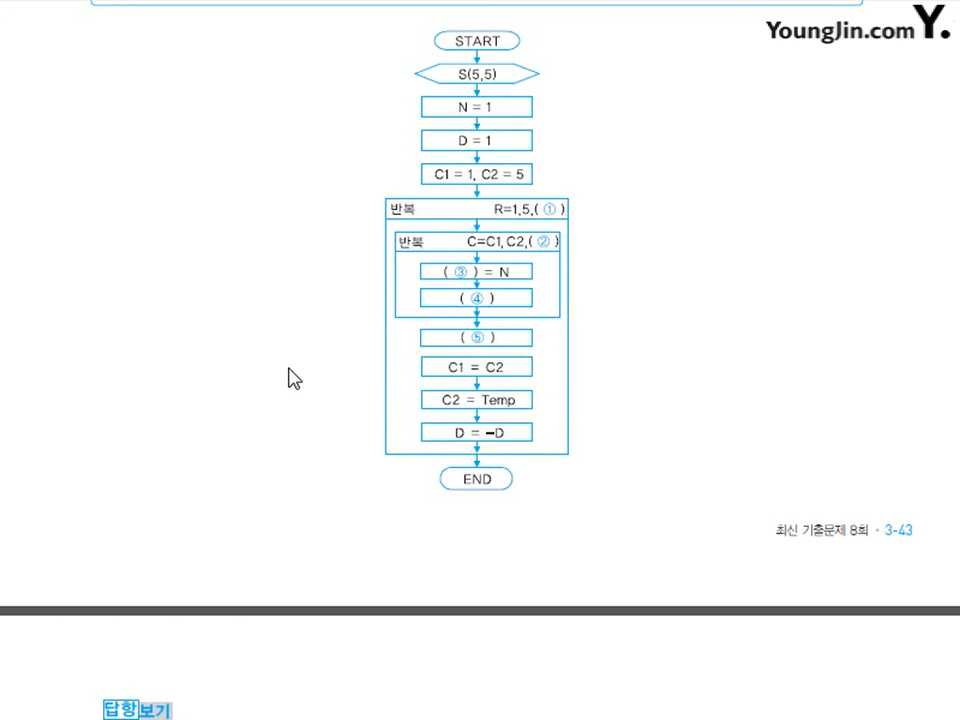 YoungJin.com Y.
START
S(5,5)
N = 1
D = 1
C1 = 1, C2 = 5
반복 R=1,5,( ① )
반복 C=C1, C2,( ② )
( ③ ) = N
( ④ )
( ⑤ )
C1 = C2
C2 = Temp
D = -D
END
최신 기출문제 8회 · 3-43
답항보기